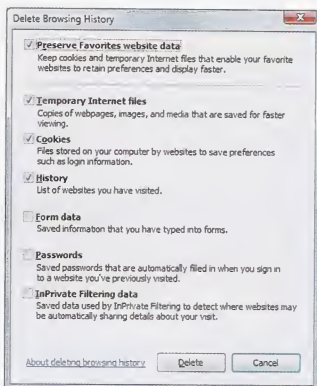 Delete Browsing History
Preserve Favorites website data
Keep cookies and temporary Internet files that enable your favorite
websites to retain preferences and display faster.
Temporary Internet files
Copies of webpages, images, and media that are saved for faster
viewing.
Cookies
Files stored on your computer by websites to save preferences
such as login information.
History
List of websites you have visited.
Form data
Saved information that you have typed into forms.
Passwords
Saved passwords that are automatically filled in when you sign in
to a website you've previously visited.
InPrivate Filtering data
Saved data used by InPrivate Filtering to detect where websites may
be automatically sharing details about your visit.
About deleting browsing history
Delete
Cancel